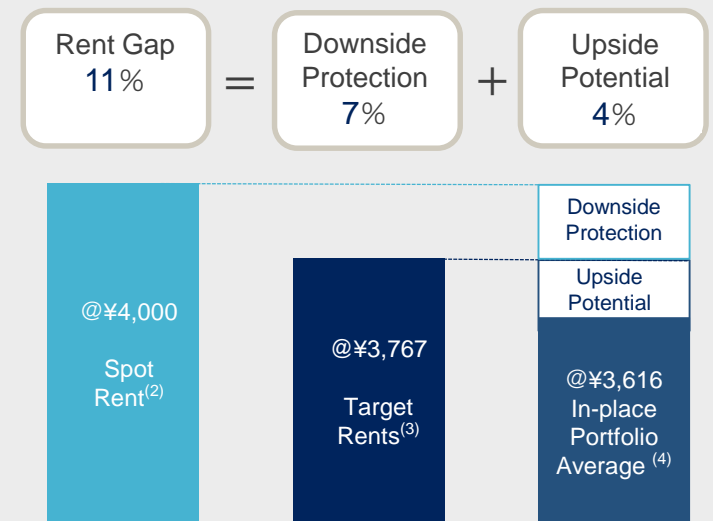 Rent Gap
11%
=
Downside
Protection
7%
+
Upside
Potential
4%
Downside
Protection
Upside
Potential
@¥4,000
Spot
Rent(2)
@¥3,767
Target
Rents(3)
@¥3,616
In-place
Portfolio
Average (4)